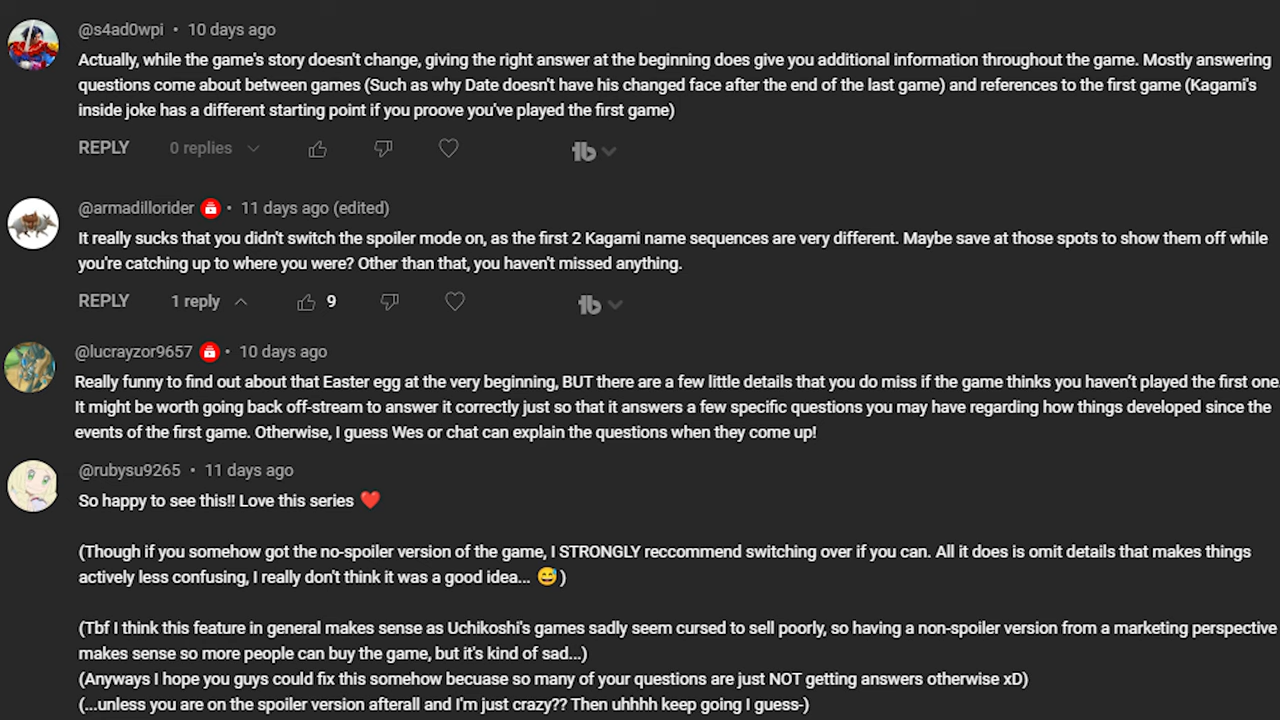 @s4ad0wpi • 10 days ago
Actually, while the game's story doesn't change, giving the right answer at the beginning does give you additional information throughout the game. Mostly answering
questions come about between games (Such as why Date doesn't have his changed face after the end of the last game) and references to the first game (Kagami's
inside joke has a different starting point if you proove you've played the first game)
REPLY 0 replies
@armadillorider • 11 days ago (edited)
It really sucks that you didn't switch the spoiler mode on, as the first 2 Kagami name sequences are very different. Maybe save at those spots to show them off while
you're catching up to where you were? Other than that, you haven't missed anything.
REPLY 1 reply 9
@lucrayzor9657 • 10 days ago
Really funny to find out about that Easter egg at the very beginning, BUT there are a few little details that you do miss if the game thinks you haven't played the first one.
It might be worth going back off-stream to answer it correctly just so that it answers a few specific questions you may have regarding how things developed since the
events of the first game. Otherwise, I guess Wes or chat can explain the questions when they come up!
@rubysu9265 • 11 days ago
So happy to see this!! Love this series ❤️
(Though if you somehow got the no-spoiler version of the game, I STRONGLY reccommend switching over if you can. All it does is omit details that makes things
actively less confusing, I really don't think it was a good idea... 😅)
(Tbf I think this feature in general makes sense as Uchikoshi's games sadly seem cursed to sell poorly, so having a non-spoiler version from a marketing perspective
makes sense so more people can buy the game, but it's kind of sad...)
(Anyways I hope you guys could fix this somehow becuase so many of your questions are just NOT getting answers otherwise xD)
(...unless you are on the spoiler version afterall and I'm just crazy?? Then uhhhh keep going I guess-)